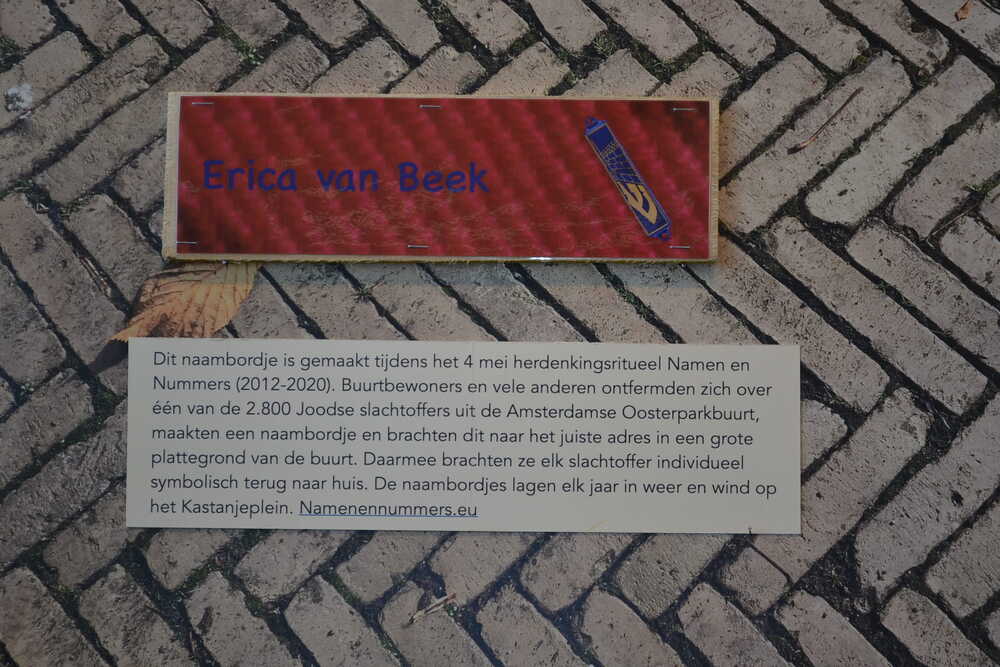 Erica van Beek
ש
Dit naambordje is gemaakt tijdens het 4 mei herdenkingsritueel Namen en
Nummers (2012-2020). Buurtbewoners en vele anderen ontfermden zich over
één van de 2.800 Joodse slachtoffers uit de Amsterdamse Oosterparkbuurt,
maakten een naambordje en brachten dit naar het juiste adres in een grote
plattegrond van de buurt. Daarmee brachten ze elk slachtoffer individueel
symbolisch terug naar huis. De naambordjes lagen elk jaar in weer en wind op
het Kastanjeplein. Namenennummers.eu